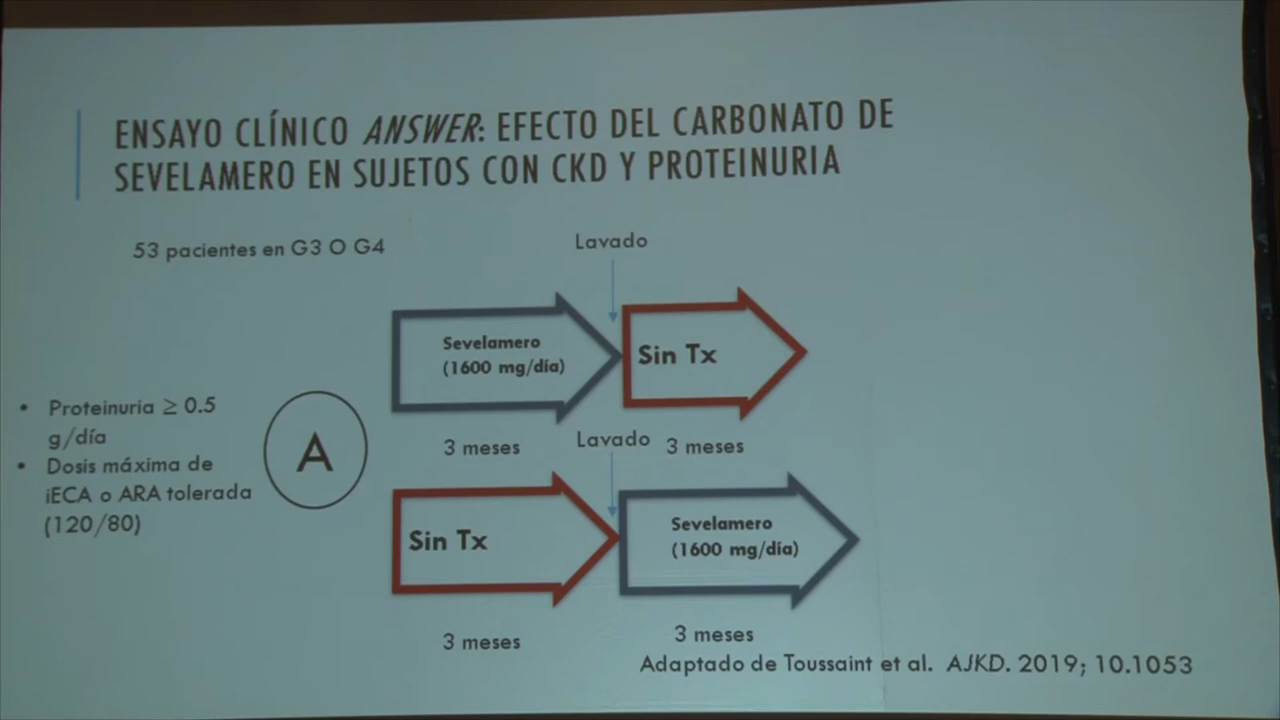 ENSAYO CLÍNICO ANSWER: EFECTO DEL CARBONATO DE
SEVELAMERO EN SUJETOS CON CKD Y PROTEINURIA
53 pacientes en G3 O G4
Lavado
Sevelamero
(1600 mg/día)
Sin Tx
3 meses
Lavado
3 meses
• Proteinuria ≥ 0.5
g/día
• Dosis máxima de
iECA o ARA tolerada
(120/80)
A
Sin Tx
Sevelamero
(1600 mg/día)
3 meses
3 meses
Adaptado de Toussaint et al. AJKD. 2019; 10.1053